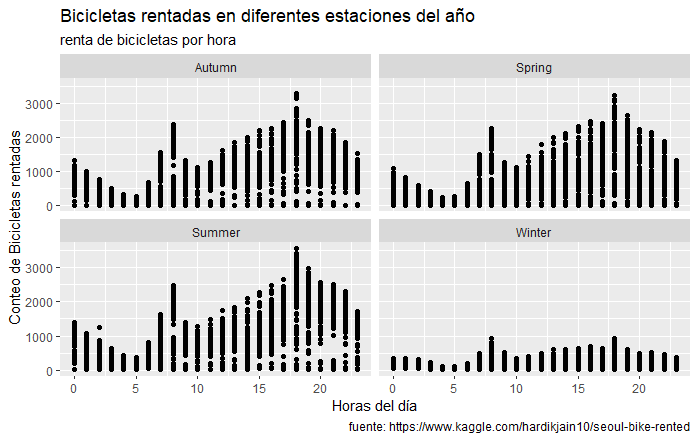 Bicicletas rentadas en diferentes estaciones del año
renta de bicicletas por hora
Autumn
Spring
3000
2000
1000
0
Summer
Winter
3000
2000
1000
0
0 5 10 15 20
0 5 10 15 20
Conteo de Bicicletas rentadas
Horas del día
fuente: https://www.kaggle.com/hardikjain10/seoul-bike-rented